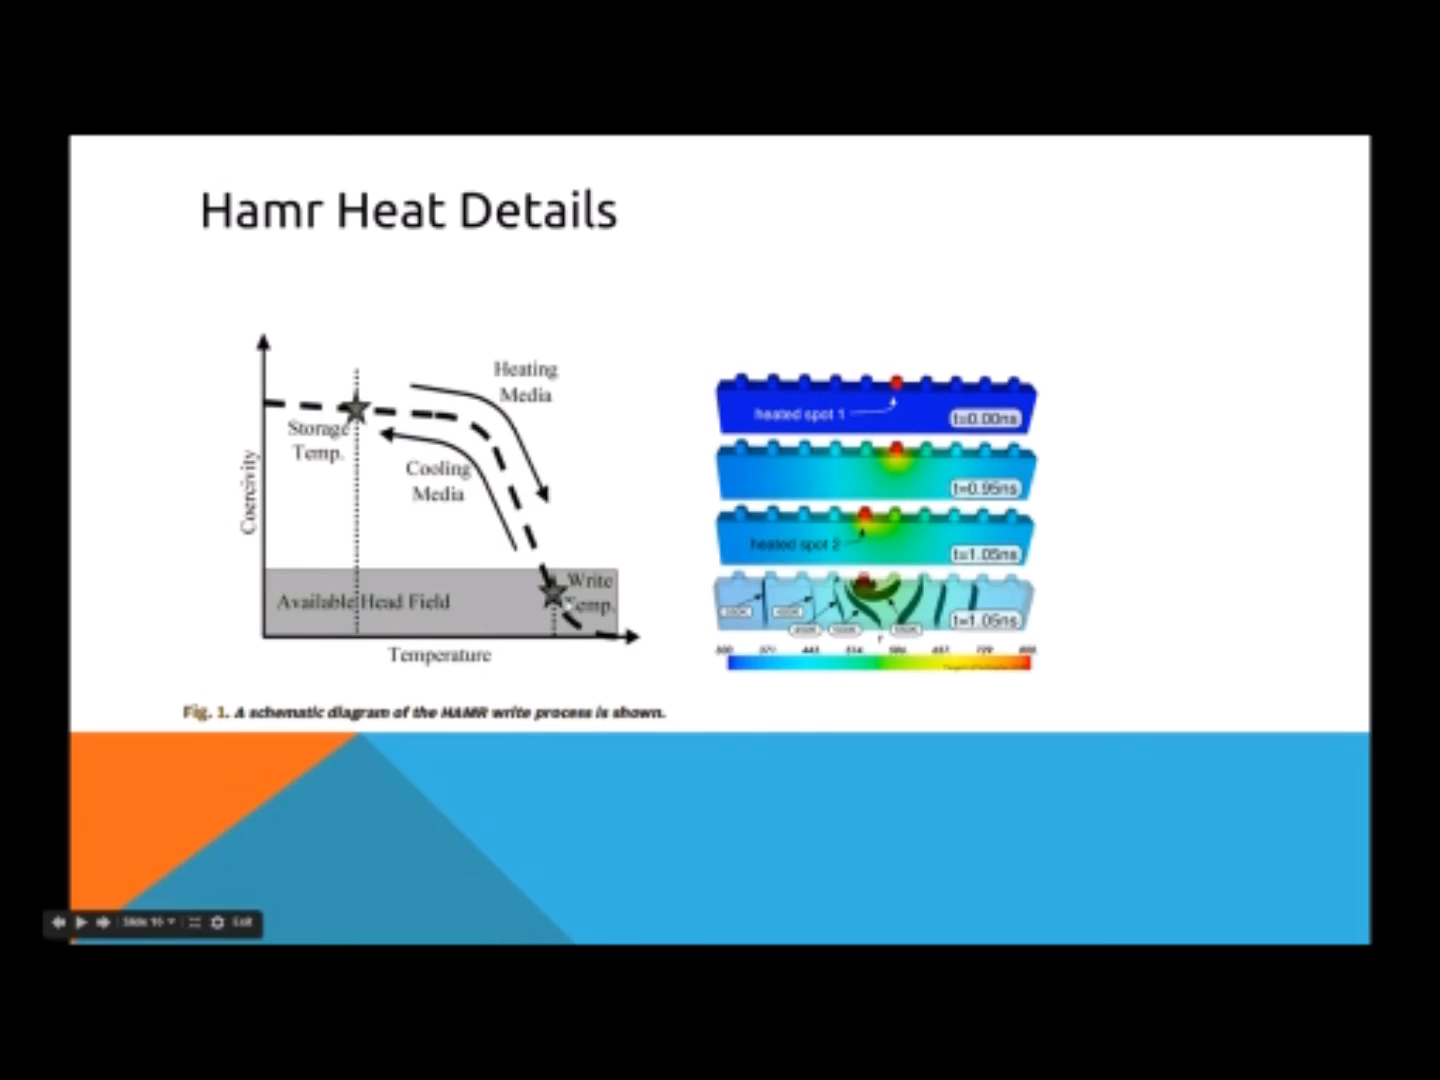 Hamr Heat Details
Heating
Media
Storage
Temp.
Cooling
Media
Coercivity
Write
Temp.
Available Head Field
Temperature
Fig. 1. A schematic diagram of the HAMR write process is shown.
heated spot 1
t=0.00ns
t=0.95ns
heated spot 2
t=1.05ns
t=1.05ns
Exit